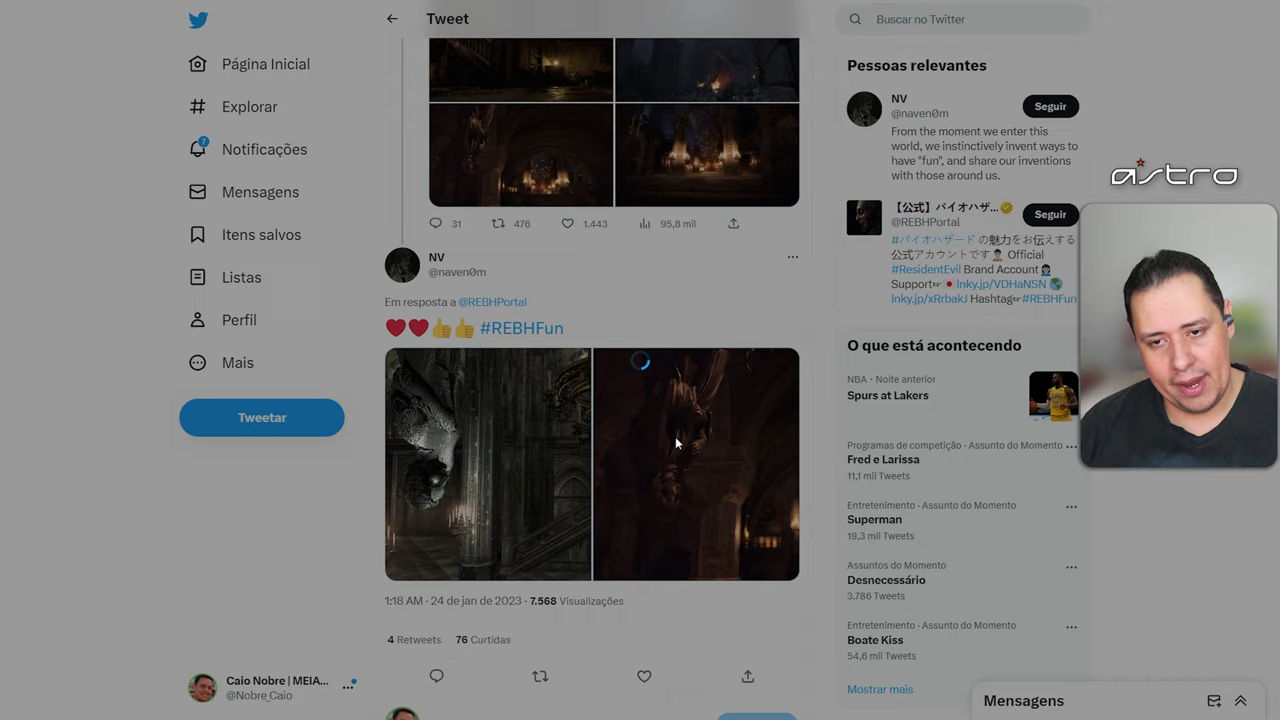 Tweet
Buscar no Twitter
Página Inicial
Explorar
7
Notificações
Mensagens
Itens salvos
Listas
Perfil
Mais
Tweetar
Caio Nobre | MEIA...
@Nobre_Caio
31
476
1.443
95,8 mil
NV
@naven0m
Em resposta a @REBHPortal
❤️❤️👍👍 #REBHFun
1:18 AM · 24 de jan de 2023 · 7.568 Visualizações
4 Retweets 76 Curtidas
Pessoas relevantes
NV
@naven0m
Seguir
From the moment we enter this
world, we instinctively invent ways to
have "fun", and share our inventions
with those around us.
【公式】バイオハザ...
@REBHPortal
Seguir
#バイオハザード の魅力をお伝えする
公式アカウントです Official
#ResidentEvil Brand Account
Support☞ lnky.jp/VDHaNSN
lnky.jp/xRrbakJ Hashtag☞#REBHFun
O que está acontecendo
NBA · Noite anterior
Spurs at Lakers
Programas de competição · Assunto do Momento
Fred e Larissa
11,1 mil Tweets
Entretenimento · Assunto do Momento
Superman
19,3 mil Tweets
Assuntos do Momento
Desnecessário
3.786 Tweets
Entretenimento · Assunto do Momento
Boate Kiss
54,6 mil Tweets
Mostrar mais
Mensagens
astro